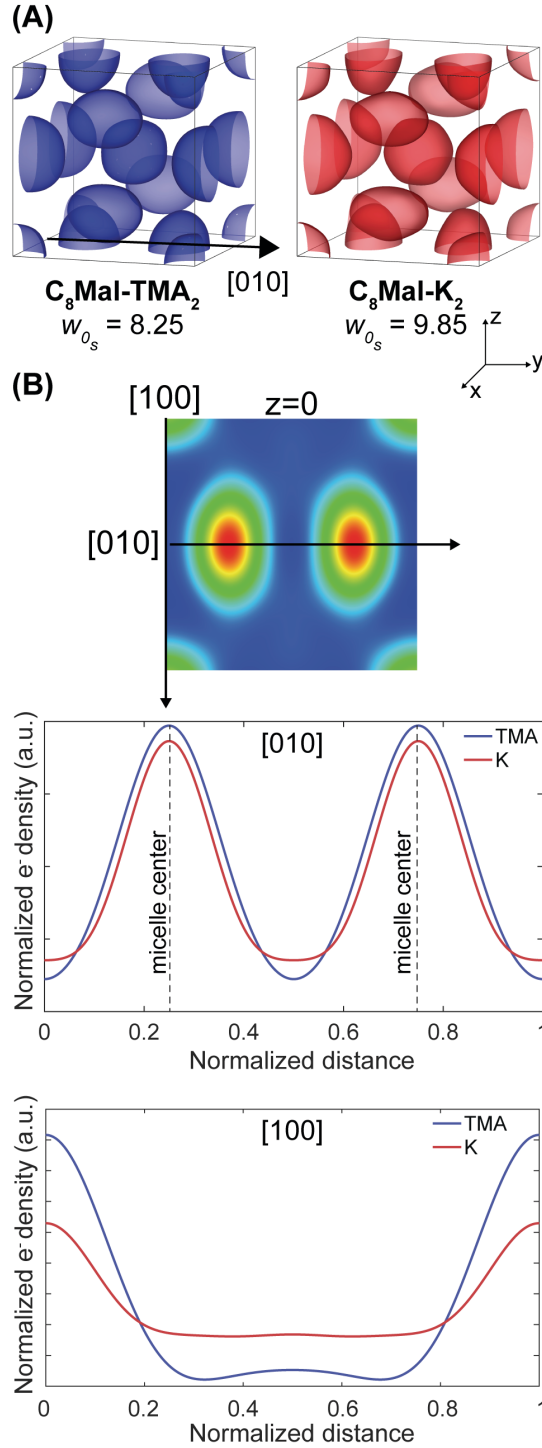 (A)
[010]
C₈Mal-TMA₂
w₀ₛ = 8.25
C₈Mal-K₂
w₀ₛ = 9.85
z
y
x
(B)
[100]
z=0
[010]
[010]
TMA
K
micelle center
micelle center
Normalized e⁻ density (a.u.)
0
0.2
0.4
0.6
0.8
1
Normalized distance
[100]
TMA
K
Normalized e⁻ density (a.u.)
0
0.2
0.4
0.6
0.8
1
Normalized distance